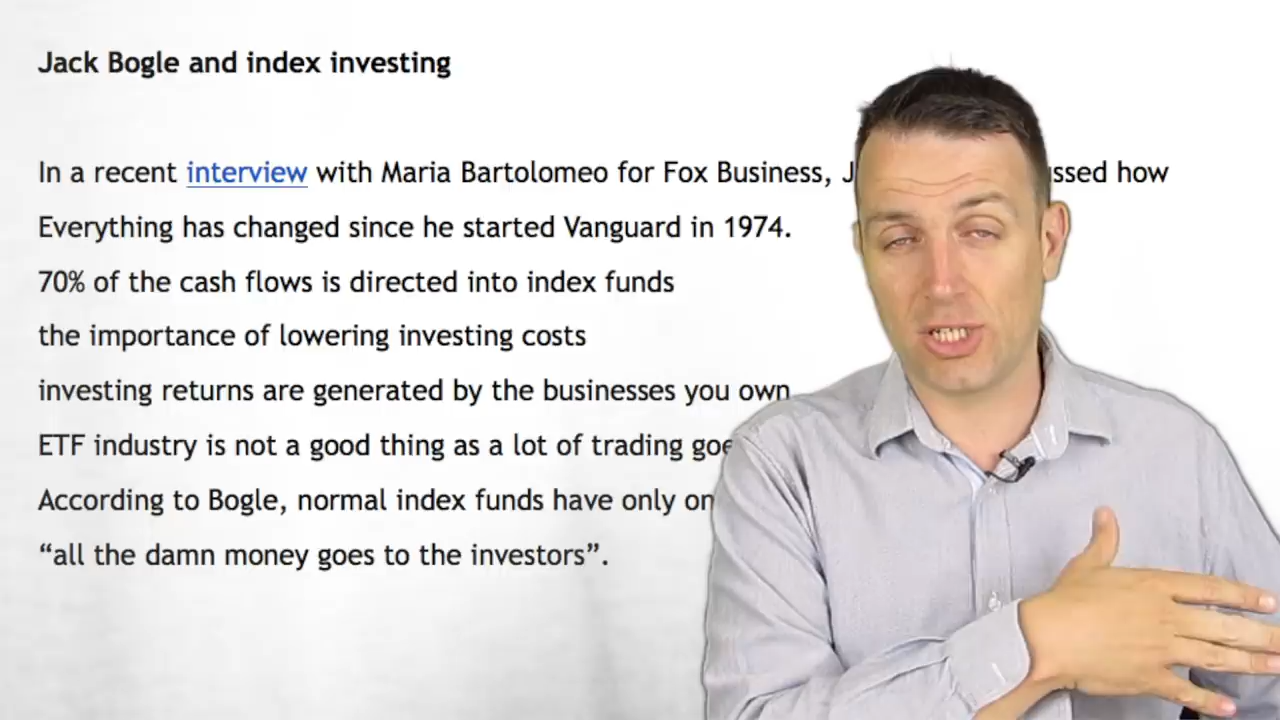 Jack Bogle and index investing
In a recent interview with Maria Bartolomeo for Fox Business, how
Everything has changed since he started Vanguard in 1974.
70% of the cash flows is directed into index funds
the importance of lowering investing costs
investing returns are generated by the businesses you own
ETF industry is not a good thing as a lot of trading
According to Bogle, normal index funds have only
“all the damn money goes to the investors”.